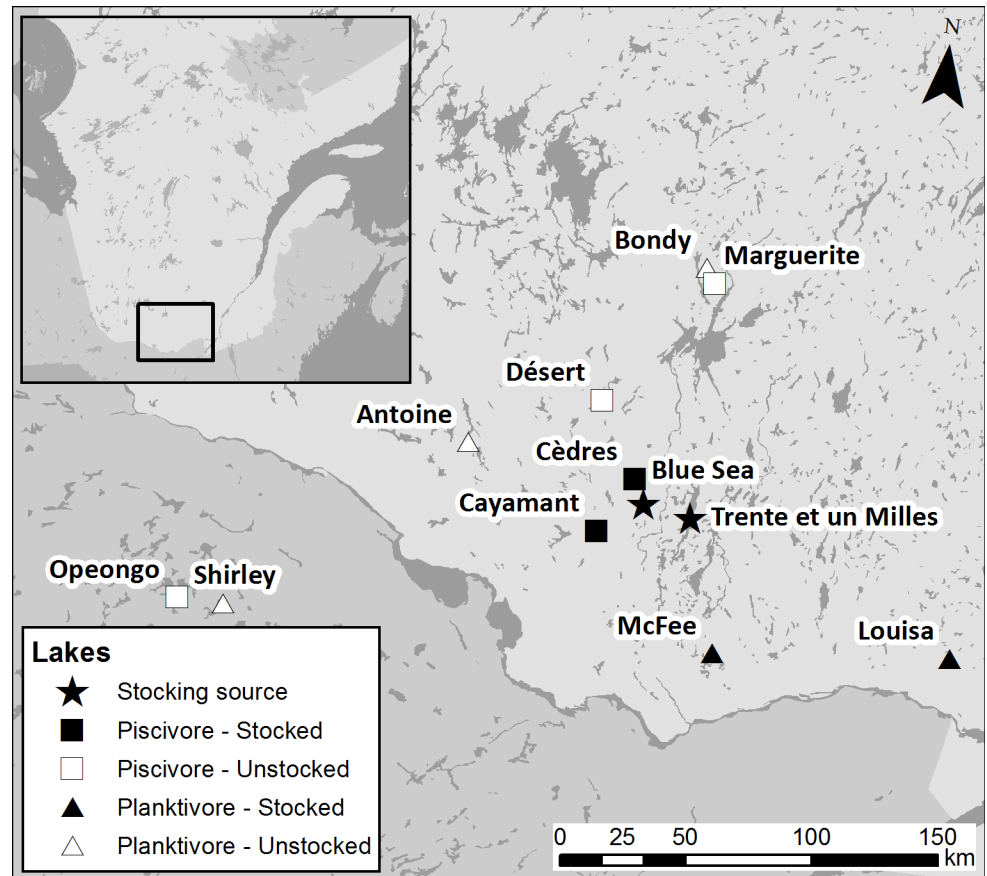 N
Bondy
Marguerite
Désert
Antoine
Cèdres
Blue Sea
Cayamant
Trente et un Milles
Opeongo
Shirley
McFee
Louisa
Lakes
Stocking source
Piscivore - Stocked
Piscivore - Unstocked
Planktivore - Stocked
Planktivore - Unstocked
0 25 50 100 150
km